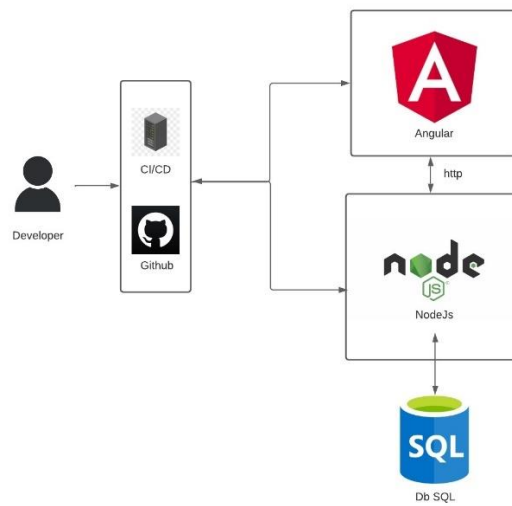 A
Angular
CI/CD
http
Developer
Github
node
JS
NodeJs
SQL
Db SQL